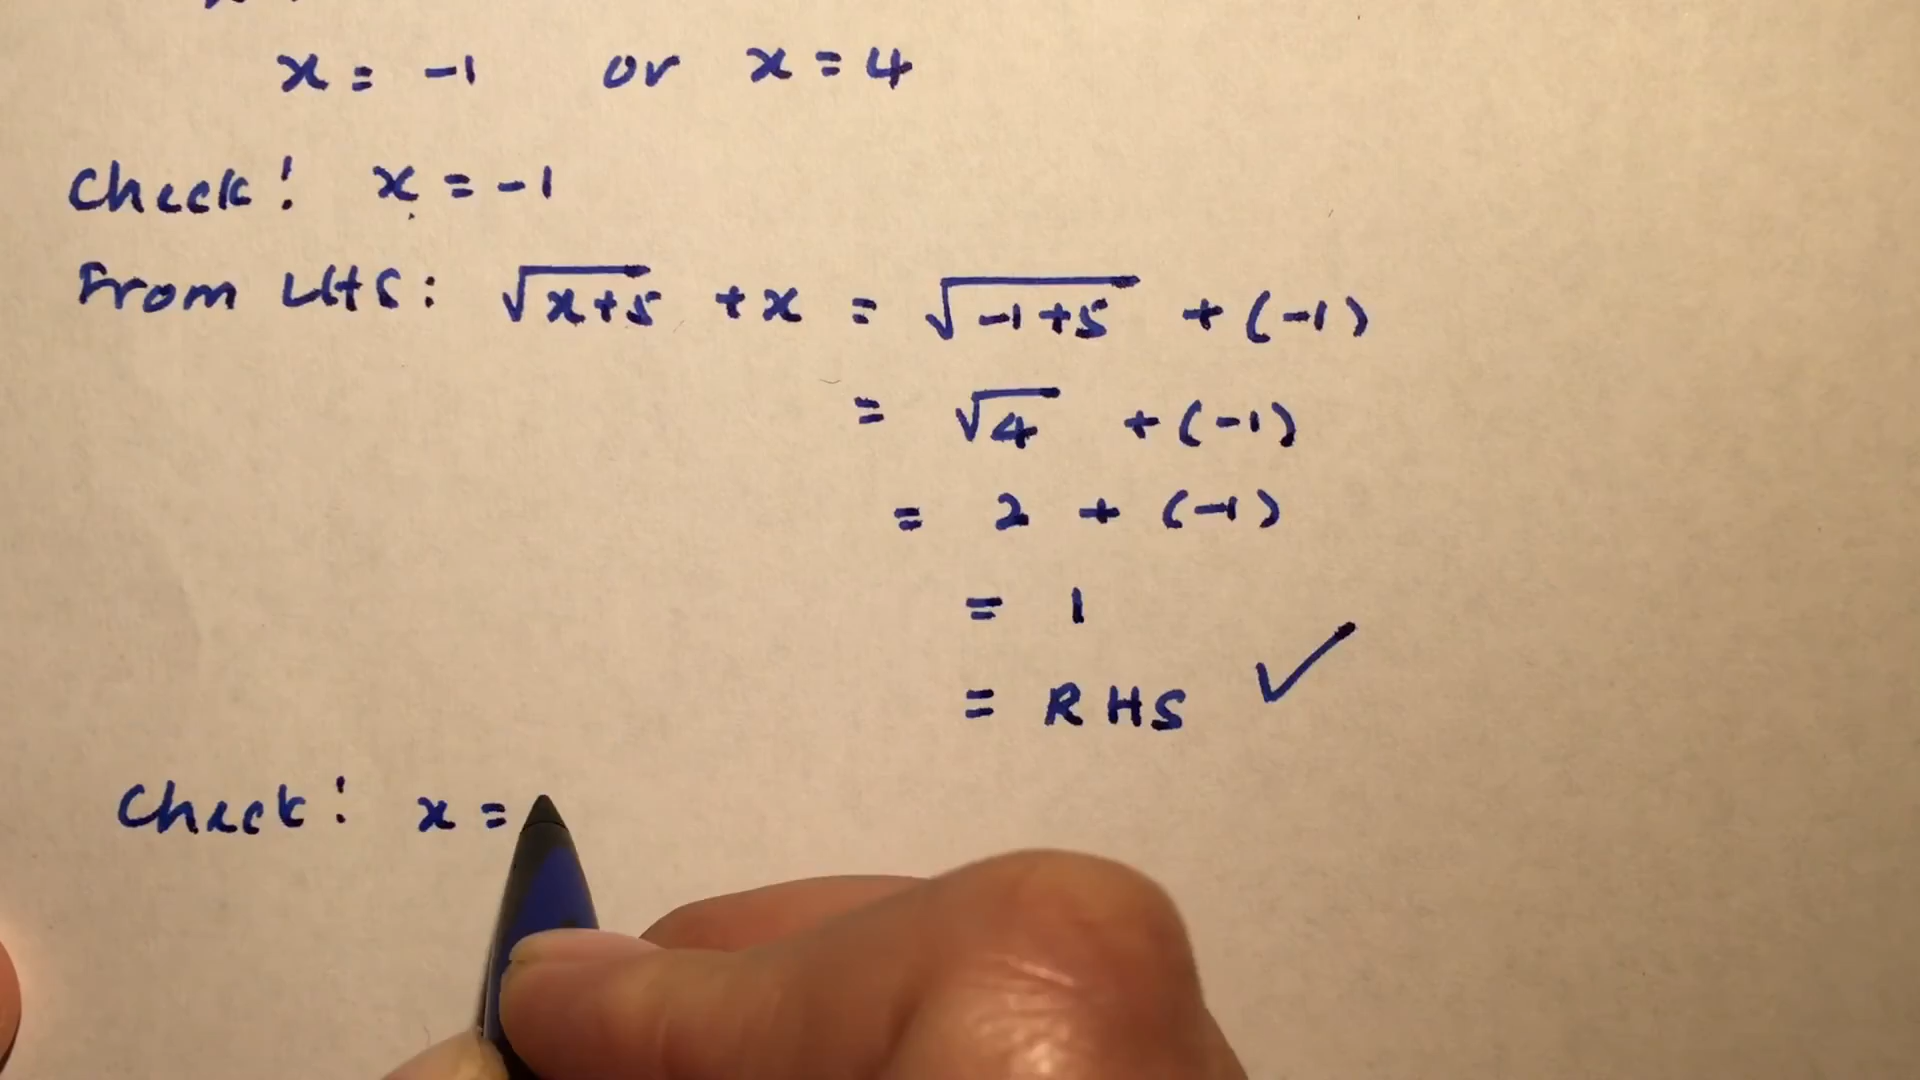 x = -1 or x = 4
Check! x = -1
From LHS: √(x+5) + x = √(-1+5) + (-1)
= √4 + (-1)
= 2 + (-1)
= 1
= RHS ✓
Check! x =